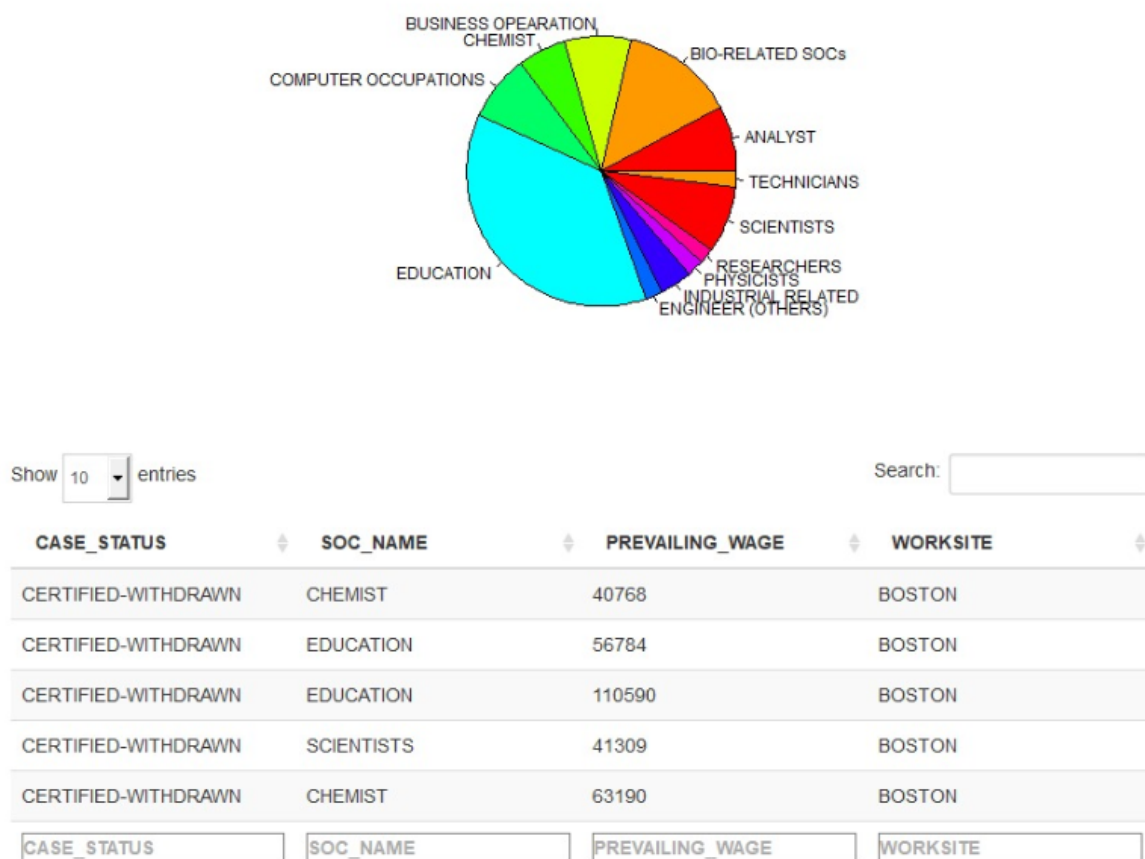 BUSINESS OPEARATION
CHEMIST
BIO-RELATED SOCs
COMPUTER OCCUPATIONS
ANALYST
TECHNICIANS
SCIENTISTS
EDUCATION
RESEARCHERS
PHYSICISTS
INDUSTRIAL RELATED
ENGINEER (OTHERS)
Show 10 entries Search:
CASE_STATUS SOC_NAME PREVAILING_WAGE WORKSITE
CERTIFIED-WITHDRAWN CHEMIST 40768 BOSTON
CERTIFIED-WITHDRAWN EDUCATION 56784 BOSTON
CERTIFIED-WITHDRAWN EDUCATION 110590 BOSTON
CERTIFIED-WITHDRAWN SCIENTISTS 41309 BOSTON
CERTIFIED-WITHDRAWN CHEMIST 63190 BOSTON
CASE_STATUS SOC_NAME PREVAILING_WAGE WORKSITE